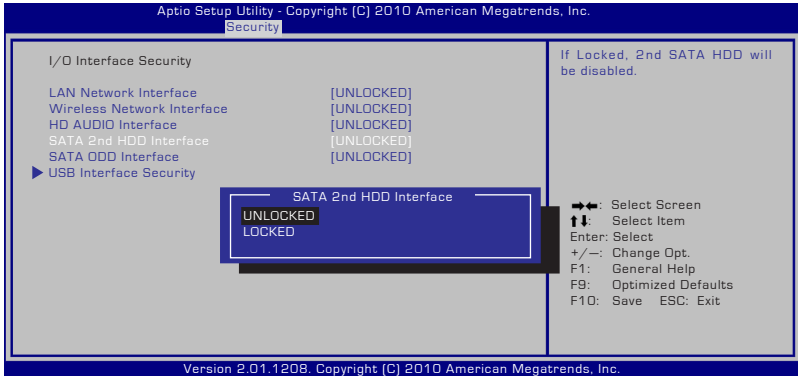 Aptio Setup Utility - Copyright (C) 2010 American Megatrends, Inc.
Security
I/O Interface Security
LAN Network Interface [UNLOCKED]
Wireless Network Interface [UNLOCKED]
HD AUDIO Interface [UNLOCKED]
SATA 2nd HDD Interface [UNLOCKED]
SATA ODD Interface [UNLOCKED]
USB Interface Security
SATA 2nd HDD Interface
UNLOCKED
LOCKED
If Locked, 2nd SATA HDD will
be disabled.
➡⬅: Select Screen
⬆⬇: Select Item
Enter: Select
+/—: Change Opt.
F1: General Help
F9: Optimized Defaults
F10: Save ESC: Exit
Version 2.01.1208. Copyright (C) 2010 American Megatrends, Inc.